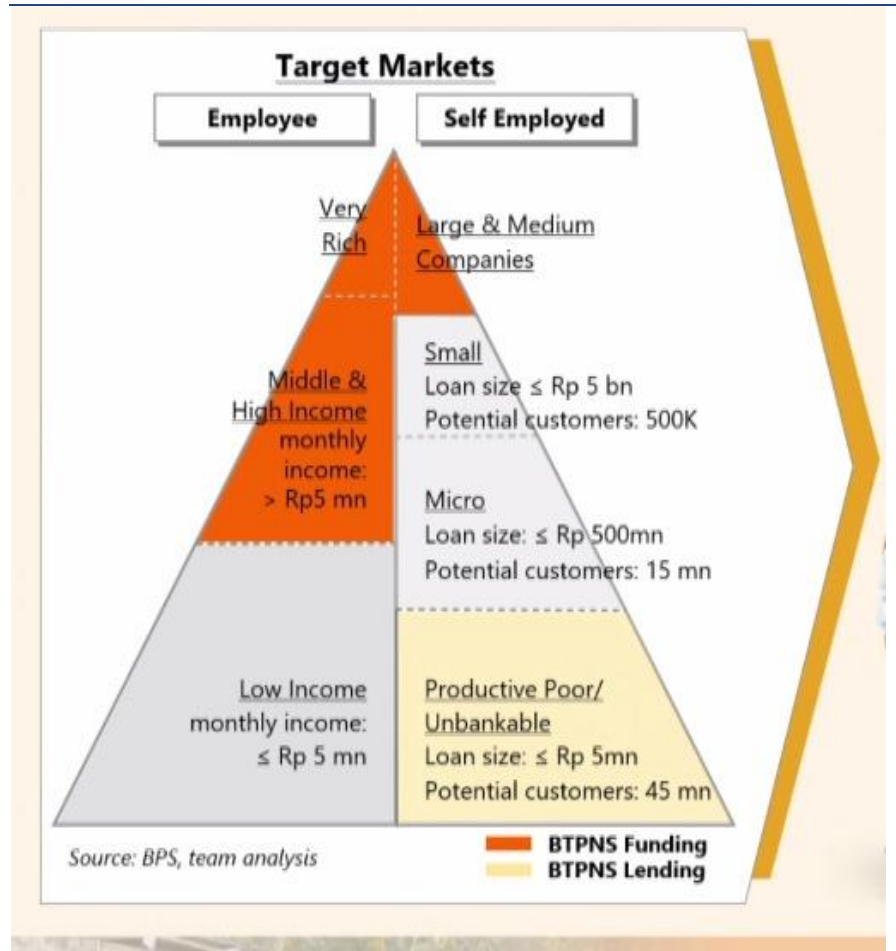 Target Markets
Employee
Self Employed
Very
Rich
Large & Medium
Companies
Middle &
High Income
monthly
income:
> Rp5 mn
Small
Loan size ≤ Rp 5 bn
Potential customers: 500K
Micro
Loan size: ≤ Rp 500mn
Potential customers: 15 mn
Low Income
monthly income:
≤ Rp 5 mn
Productive Poor/
Unbankable
Loan size: ≤ Rp 5mn
Potential customers: 45 mn
Source: BPS, team analysis
BTPNS Funding
BTPNS Lending